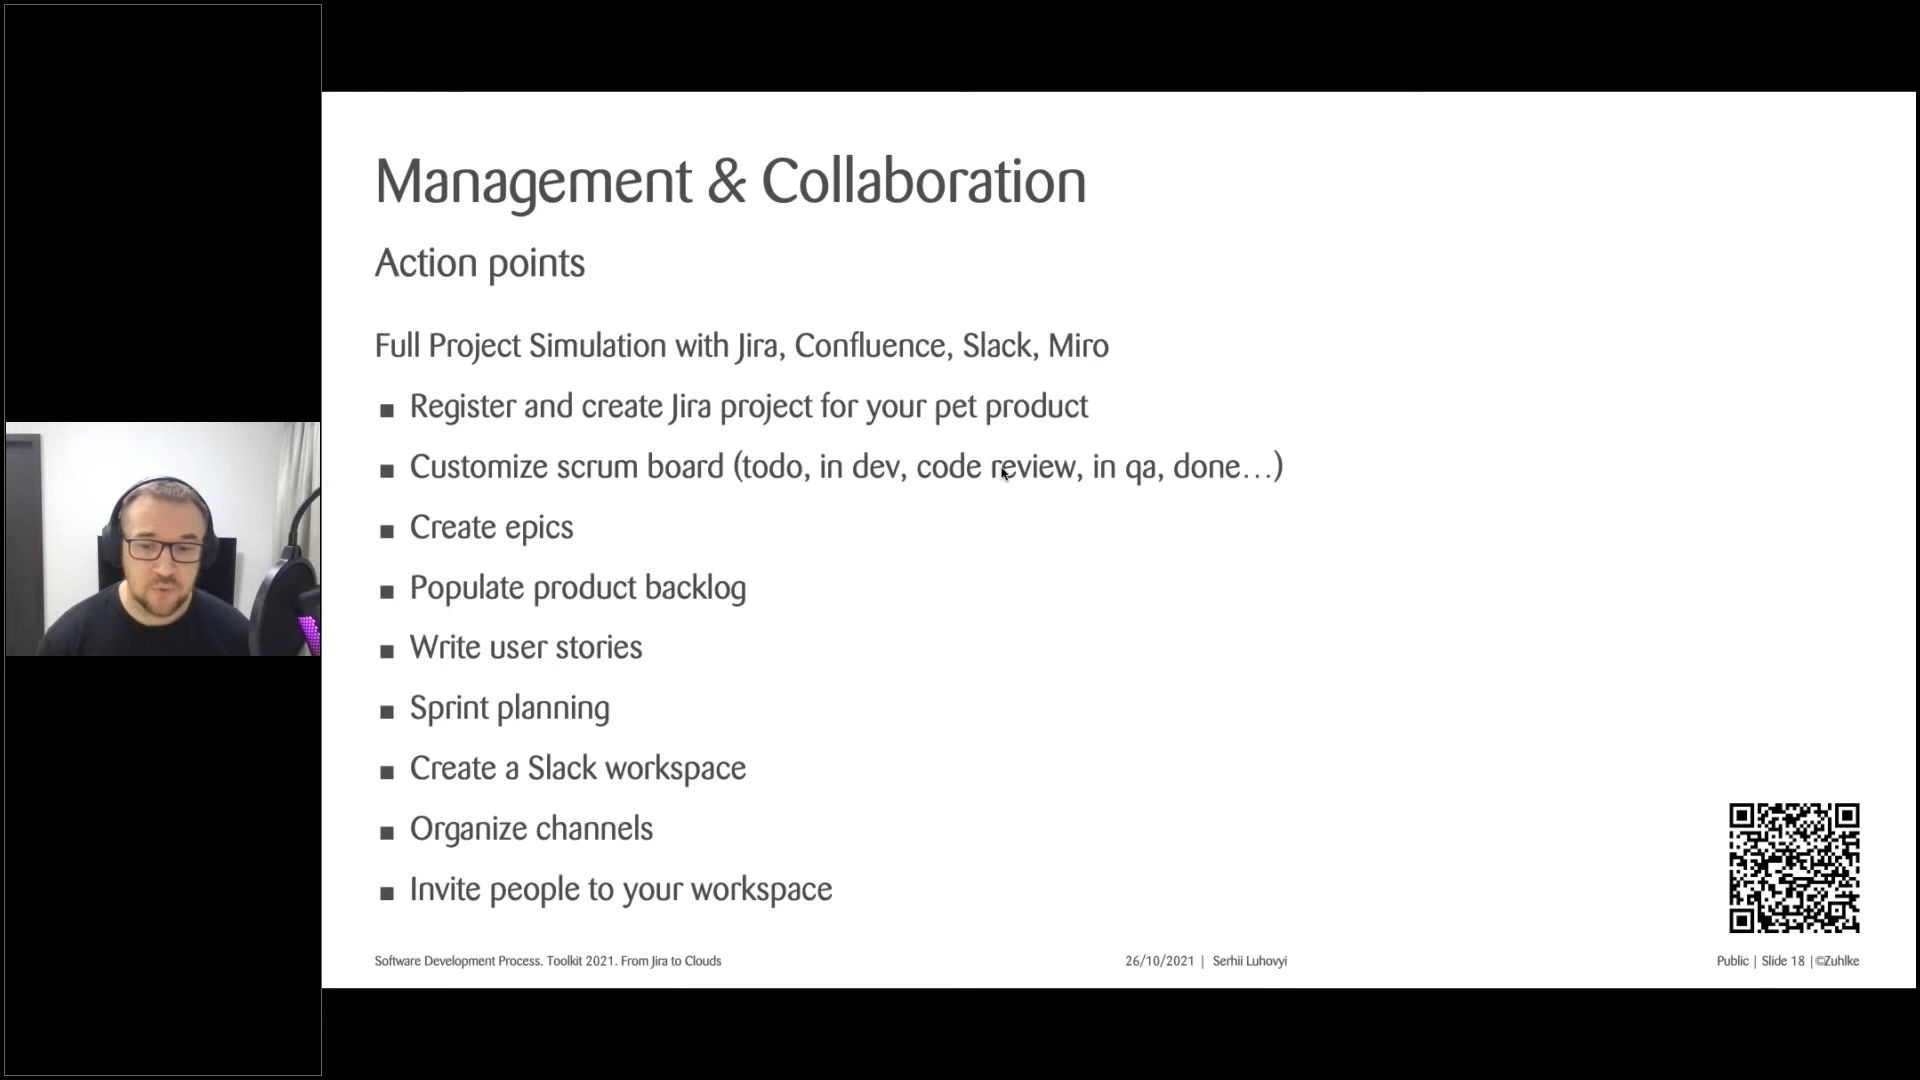 Management & Collaboration
Action points
Full Project Simulation with Jira, Confluence, Slack, Miro
■ Register and create Jira project for your pet product
■ Customize scrum board (todo, in dev, code review, in qa, done…)
■ Create epics
■ Populate product backlog
■ Write user stories
■ Sprint planning
■ Create a Slack workspace
■ Organize channels
■ Invite people to your workspace
Software Development Process. Toolkit 2021. From Jira to Clouds
26/10/2021 | Serhii Luhovyi
Public | Slide 18 |©Zuhlke